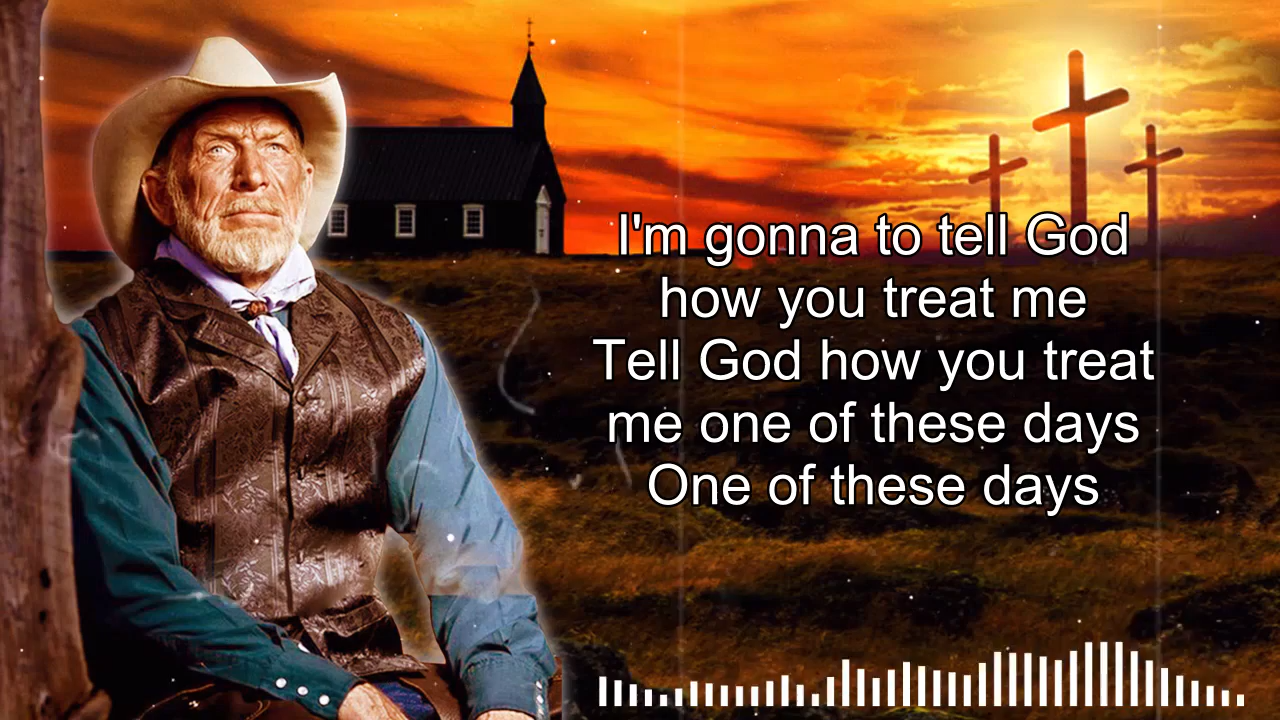 I'm gonna to tell God
how you treat me
Tell God how you treat
me one of these days
One of these days